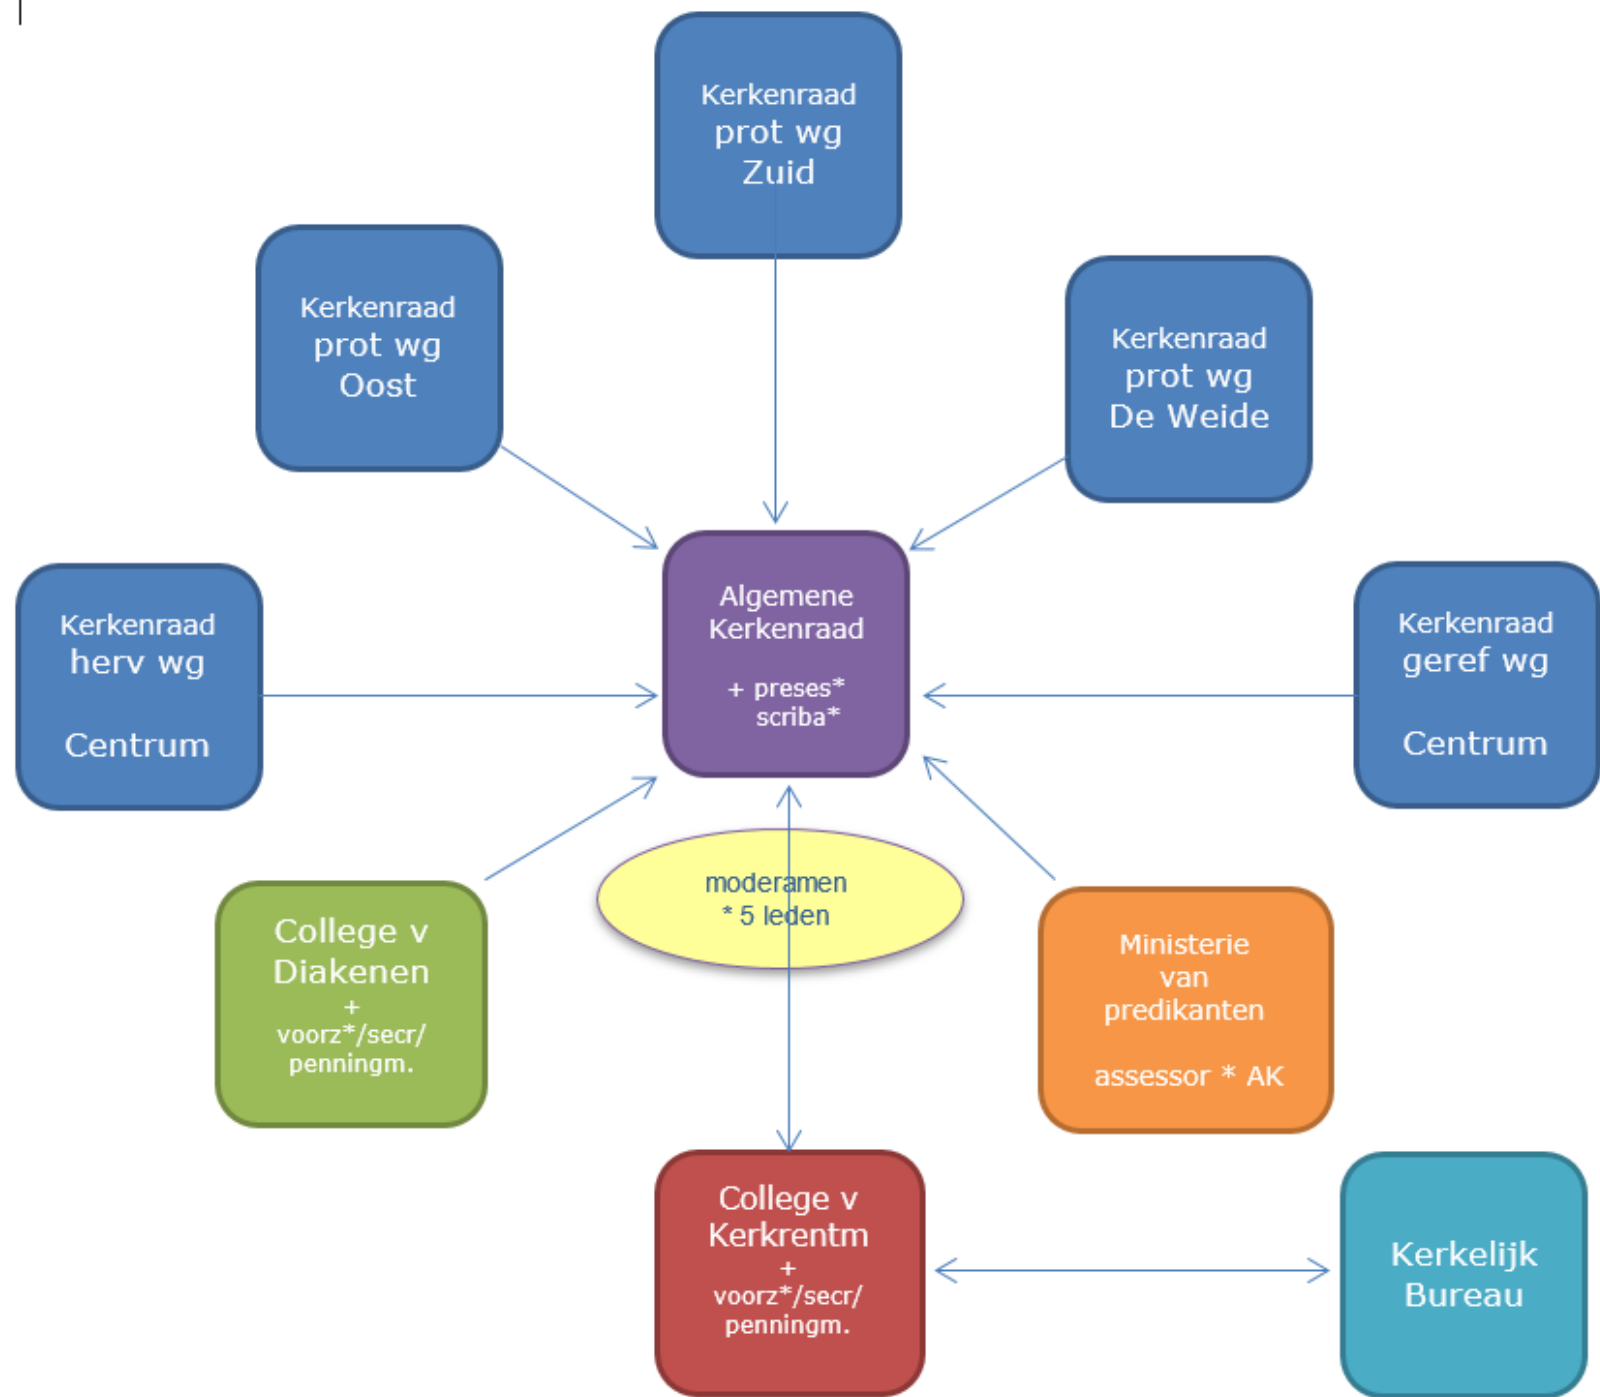 Kerkenraad
prot wg
Zuid
Kerkenraad
prot wg
Oost
Kerkenraad
prot wg
De Weide
Kerkenraad
herv wg
Centrum
Algemene
Kerkenraad
+ preses*
scriba*
Kerkenraad
geref wg
Centrum
moderamen
* 5 leden
College v
Diakenen
+
voorz*/secr/
penningm.
Ministerie
van
predikanten
assessor * AK
College v
Kerkrentm
+
voorz*/secr/
penningm.
Kerkelijk
Bureau